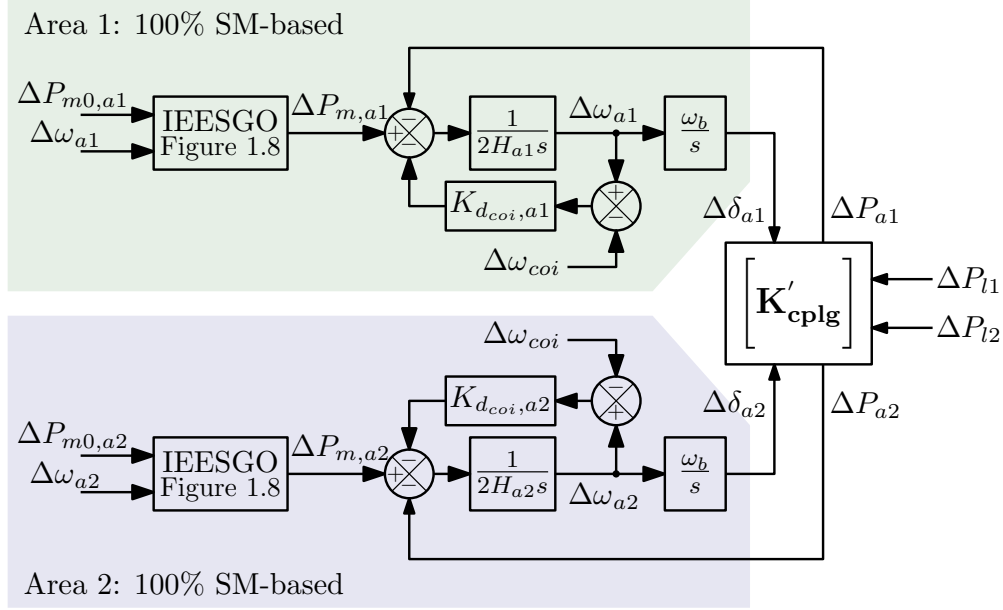 Area 1: 100% SM-based
ΔP_{m0,a1}
Δω_{a1}
IEESGO
Figure 1.8
ΔP_{m,a1}
+ − −
1
2H_{a1}s
Δω_{a1}
ω_b
s
K_{d_{coi},a1}
+
−
Δω_{coi}
Δδ_{a1}
ΔP_{a1}
[K'_{cplg}]
ΔP_{l1}
ΔP_{l2}
Δω_{coi}
K_{d_{coi},a2}
−
+
Δδ_{a2}
ΔP_{a2}
ΔP_{m0,a2}
Δω_{a2}
IEESGO
Figure 1.8
ΔP_{m,a2}
+ − −
1
2H_{a2}s
Δω_{a2}
ω_b
s
Area 2: 100% SM-based